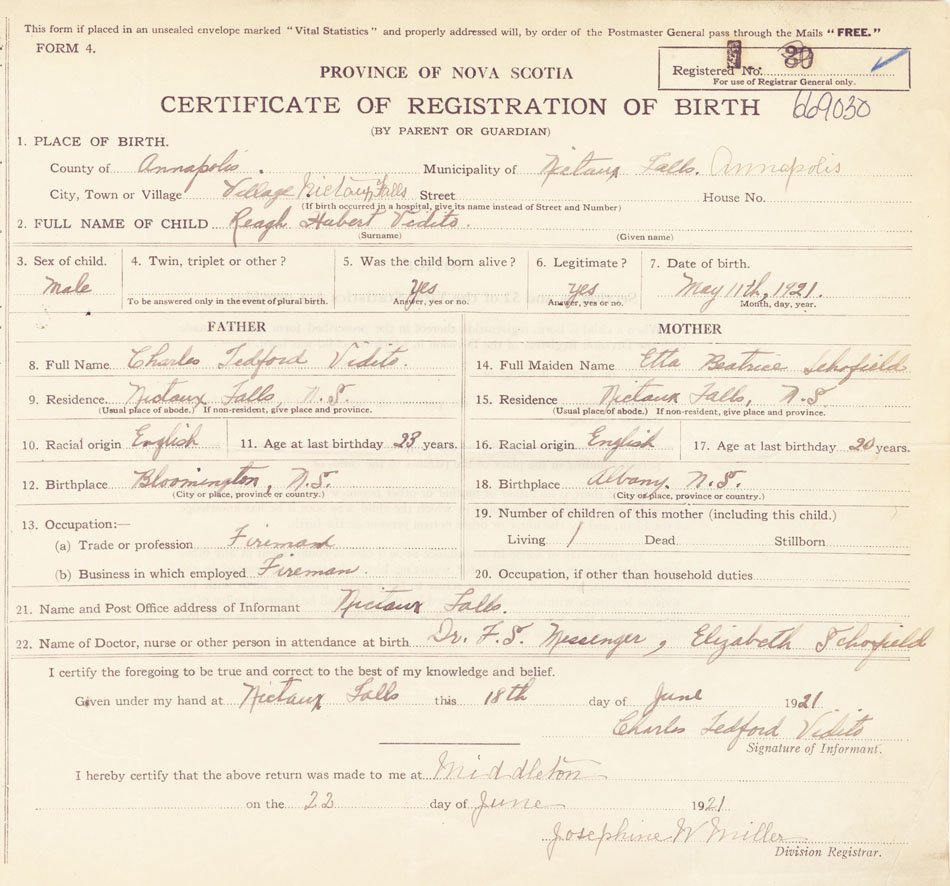 This form if placed in an unsealed envelope marked "Vital Statistics" and properly addressed will, by order of the Postmaster General pass through the Mails "FREE."
FORM 4.
Registered No. 30
For use of Registrar General only.
PROVINCE OF NOVA SCOTIA
CERTIFICATE OF REGISTRATION OF BIRTH 669030
(BY PARENT OR GUARDIAN)
1. PLACE OF BIRTH.
County of Annapolis. Municipality of Nictaux Falls. Annapolis
City, Town or Village Village Nictaux Falls Street House No.
(If birth occurred in a hospital, give its name instead of Street and Number)
2. FULL NAME OF CHILD Reagh Hubert Vidito.
(Surname) (Given name)
3. Sex of child. 4. Twin, triplet or other? 5. Was the child born alive? 6. Legitimate? 7. Date of birth.
Male yes yes May 11th, 1921.
To be answered only in the event of plural birth. Answer, yes or no. Answer, yes or no. Month, day, year.
FATHER MOTHER
8. Full Name Charles Tedford Vidito. 14. Full Maiden Name Etta Beatrice Schofield
9. Residence. Nictaux Falls, N.S. 15. Residence Nictaux Falls, N.S
(Usual place of abode.) If non-resident, give place and province. (Usual place of abode.) If non-resident, give place and province.
10. Racial origin English 11. Age at last birthday 23 years. 16. Racial origin English 17. Age at last birthday 20 years.
12. Birthplace Bloomington, N.S. 18. Birthplace Albany. N.S.
(City or place, province or country.) (City or place, province or country.)
13. Occupation:— 19. Number of children of this mother (including this child.)
(a) Trade or profession Fireman Living 1 Dead Stillborn
(b) Business in which employed Fireman. 20. Occupation, if other than household duties
21. Name and Post Office address of Informant Nictaux Falls.
22. Name of Doctor, nurse or other person in attendance at birth Dr. F.S. Messenger, Elizabeth Schofield
I certify the foregoing to be true and correct to the best of my knowledge and belief.
Given under my hand at Nictaux Falls this 18th day of June 1921
Charles Tedford Vidito
Signature of Informant.
I hereby certify that the above return was made to me at Middleton
on the 22 day of June 1921
Josephine W Miller
Division Registrar.